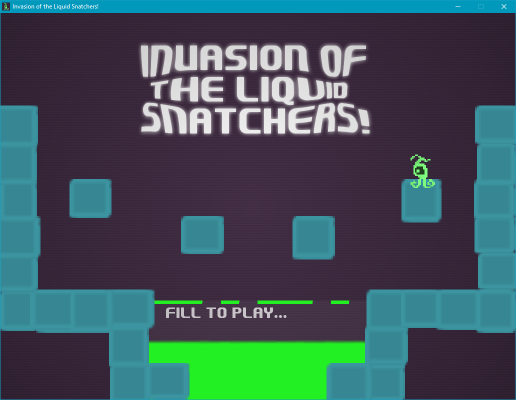 Invasion of the Liquid Snatchers!
INVASION OF
THE LIQUID
SNATCHERS!
FILL TO PLAY...